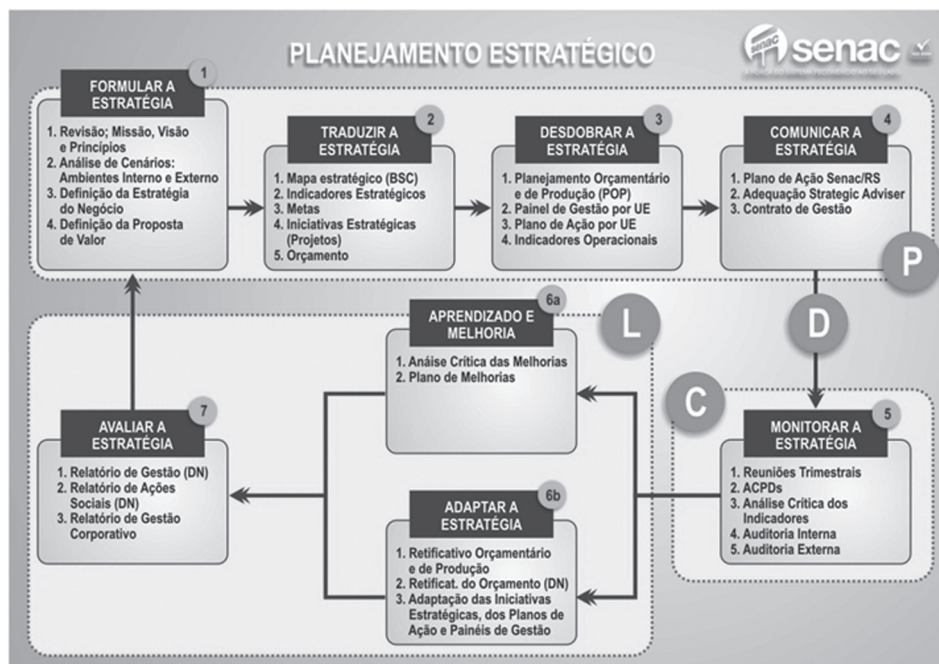 PLANEJAMENTO ESTRATÉGICO
senac
senac
1
FORMULAR A
ESTRATÉGIA
1. Revisão; Missão, Visão
e Princípios
2. Análise de Cenários:
Ambientes Interno e Externo
3. Definição da Estratégia
do Negócio
4. Definição da Proposta
de Valor
2
TRADUZIR A
ESTRATÉGIA
1. Mapa estratégico (BSC)
2. Indicadores Estratégicos
3. Metas
4. Iniciativas Estratégicas
(Projetos)
5. Orçamento
3
DESDOBRAR A
ESTRATÉGIA
1. Planejamento Orçamentário
e de Produção (POP)
2. Painel de Gestão por UE
3. Plano de Ação por UE
4. Indicadores Operacionais
4
COMUNICAR A
ESTRATÉGIA
1. Plano de Ação Senac/RS
2. Adequação Strategic Adviser
3. Contrato de Gestão
P
D
C
5
MONITORAR A
ESTRATÉGIA
1. Reuniões Trimestrais
2. ACPDs
3. Análise Crítica dos
Indicadores
4. Auditoria Interna
5. Auditoria Externa
L
6a
APRENDIZADO E
MELHORIA
1. Anáise Crítica das Melhorias
2. Plano de Melhorias
6b
ADAPTAR A
ESTRATÉGIA
1. Retificativo Orçamentário
e de Produção
2. Retificat. do Orçamento (DN)
3. Adaptação das Iniciativas
Estratégicas, dos Planos de
Ação e Painéis de Gestão
7
AVALIAR A
ESTRATÉGIA
1. Relatório de Gestão (DN)
2. Relatório de Ações
Sociais (DN)
3. Relatório de Gestão
Corporativo